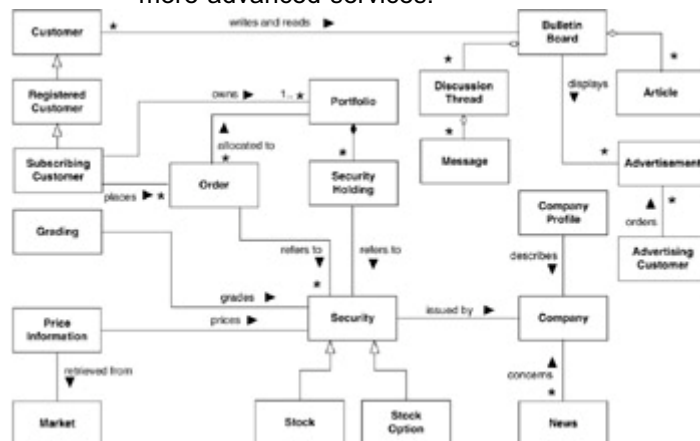 more advanced services.
Customer
*
writes and reads ▶
Bulletin
Board
Registered
Customer
owns ▶
1.. *
Portfolio
*
Discussion
Thread
displays
▼
*
Article
Subscribing
Customer
▲
allocated to
*
Order
places ▶ *
*
Security
Holding
*
Message
*
Advertisement
Grading
refers to
▼
*
refers to
▼
Company
Profile
▲ *
orders
Advertising
Customer
describes
▼
grades ▶
Price
Information
prices ▶
Security
issued by ▶
Company
retrieved from
▼
▲
concerns
*
Market
Stock
Stock
Option
News